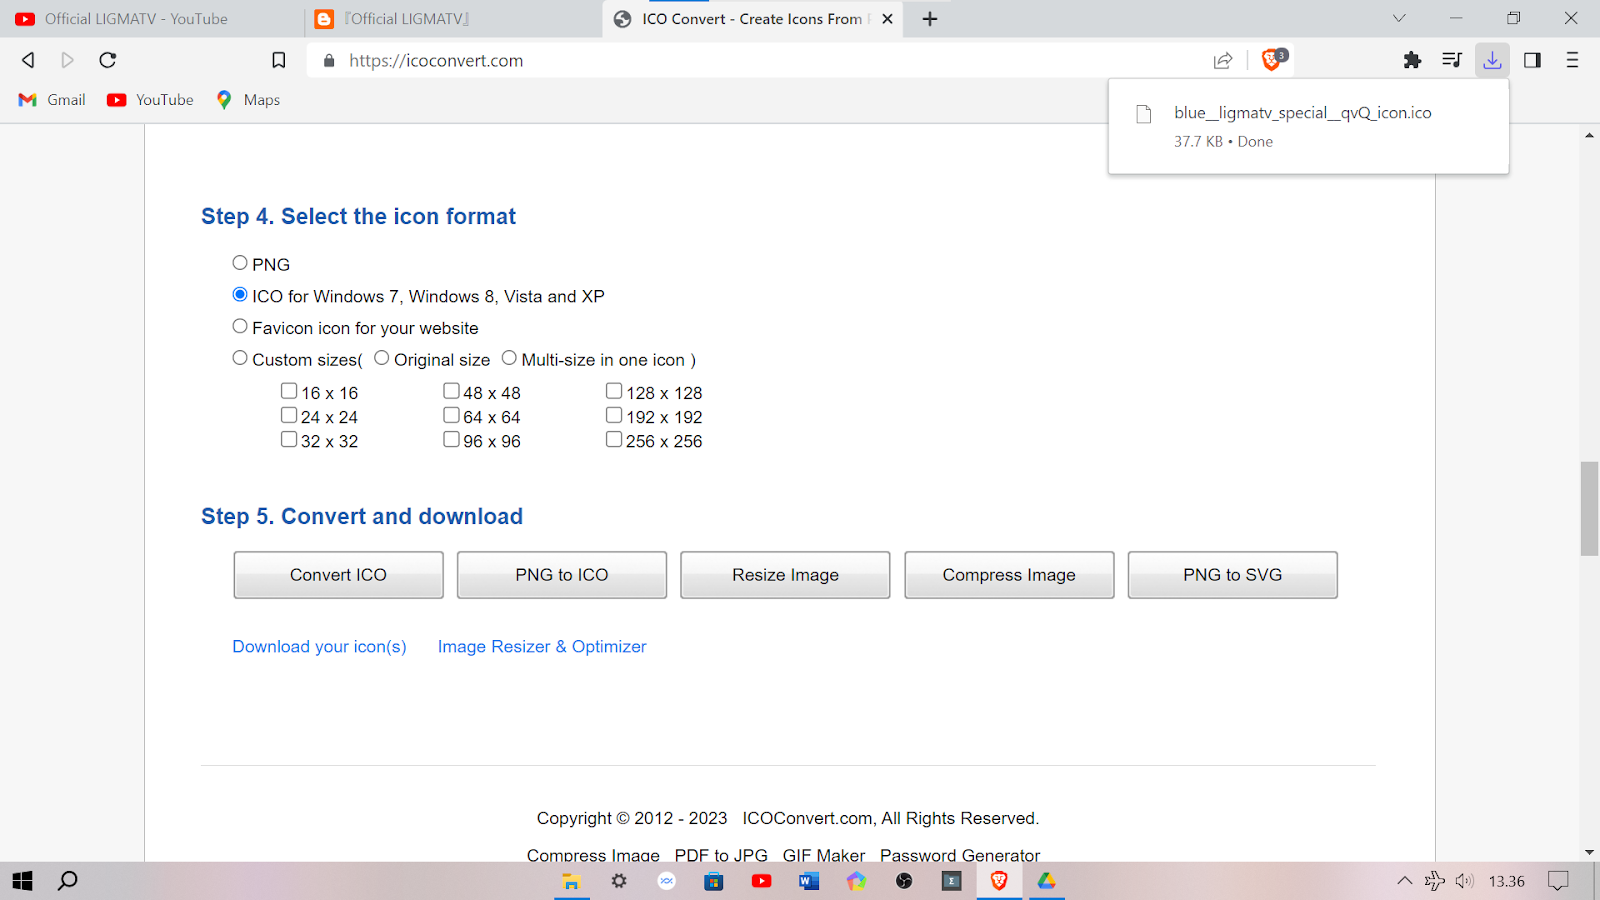 Official LIGMATV - YouTube
『Official LIGMATV』
ICO Convert - Create Icons From
https://icoconvert.com
3
Gmail
YouTube
Maps
blue__ligmatv_special__qvQ_icon.ico
37.7 KB • Done
Step 4. Select the icon format
PNG
ICO for Windows 7, Windows 8, Vista and XP
Favicon icon for your website
Custom sizes( Original size Multi-size in one icon )
16 x 16 48 x 48 128 x 128
24 x 24 64 x 64 192 x 192
32 x 32 96 x 96 256 x 256
Step 5. Convert and download
Convert ICO PNG to ICO Resize Image Compress Image PNG to SVG
Download your icon(s) Image Resizer & Optimizer
Copyright © 2012 - 2023 ICOConvert.com, All Rights Reserved.
Compress Image PDF to JPG GIF Maker Password Generator
13.36